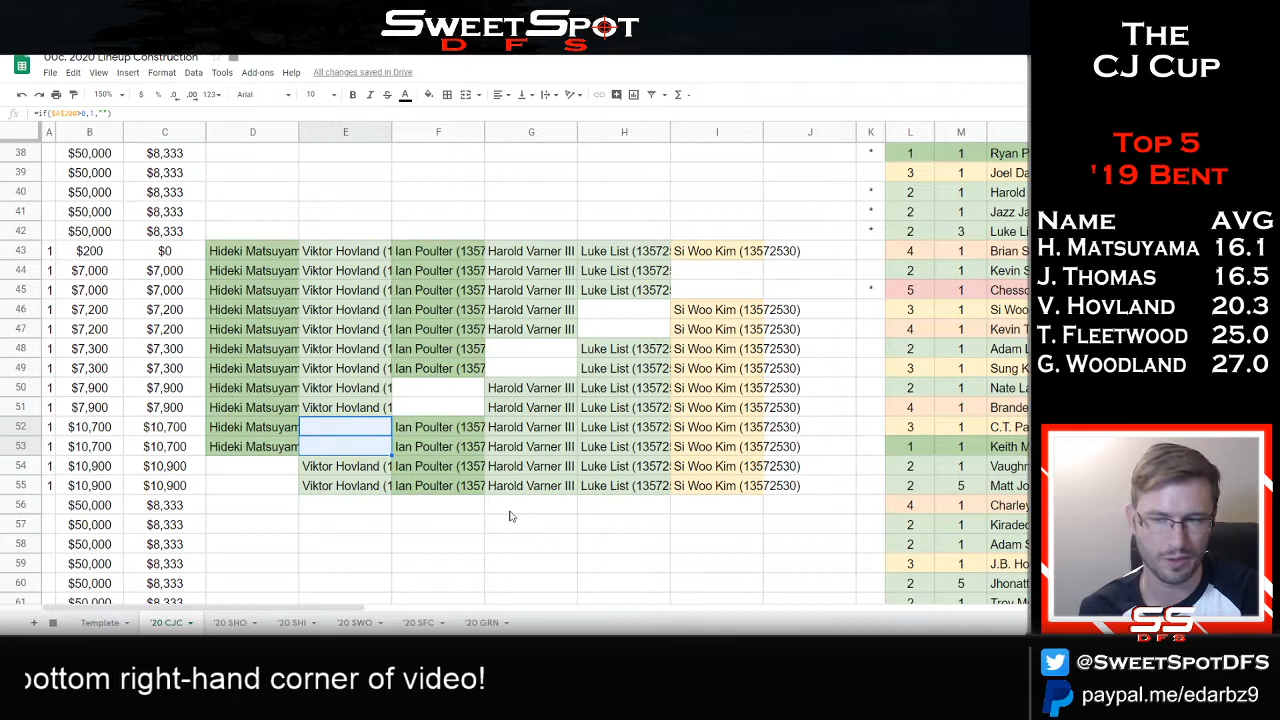 SweetSpot
DFS
00c. 2020 Lineup Construction
File Edit View Insert Format Data Tools Add-ons Help All changes saved in Drive
150% $ % .0 .00 123 Arial 10 B I S A
fx =if($A$200>0,1,"")
A B C D E F G H I J K L M
38 $50,000 $8,333 * 1 1 Ryan P
39 $50,000 $8,333 3 1 Joel Da
40 $50,000 $8,333 * 2 1 Harold
41 $50,000 $8,333 * 2 1 Jazz Ja
42 $50,000 $8,333 * 2 3 Luke Li
43 1 $200 $0 Hideki Matsuyam Viktor Hovland (1 Ian Poulter (1357 Harold Varner III Luke List (13572 Si Woo Kim (13572530) 4 1 Brian S
44 1 $7,000 $7,000 Hideki Matsuyam Viktor Hovland (1 Ian Poulter (1357 Harold Varner III Luke List (13572 2 1 Kevin S
45 1 $7,000 $7,000 Hideki Matsuyam Viktor Hovland (1 Ian Poulter (1357 Harold Varner III Luke List (13572 * 5 1 Chesso
46 1 $7,200 $7,200 Hideki Matsuyam Viktor Hovland (1 Ian Poulter (1357 Harold Varner III Si Woo Kim (13572530) 3 1 Si Woo
47 1 $7,200 $7,200 Hideki Matsuyam Viktor Hovland (1 Ian Poulter (1357 Harold Varner III Si Woo Kim (13572530) 4 1 Kevin T
48 1 $7,300 $7,300 Hideki Matsuyam Viktor Hovland (1 Ian Poulter (1357 Luke List (13572 Si Woo Kim (13572530) 2 1 Adam L
49 1 $7,300 $7,300 Hideki Matsuyam Viktor Hovland (1 Ian Poulter (1357 Luke List (13572 Si Woo Kim (13572530) 3 1 Sung K
50 1 $7,900 $7,900 Hideki Matsuyam Viktor Hovland (1 Harold Varner III Luke List (13572 Si Woo Kim (13572530) 2 1 Nate La
51 1 $7,900 $7,900 Hideki Matsuyam Viktor Hovland (1 Harold Varner III Luke List (13572 Si Woo Kim (13572530) 4 1 Brande
52 1 $10,700 $10,700 Hideki Matsuyam Ian Poulter (1357 Harold Varner III Luke List (13572 Si Woo Kim (13572530) 3 1 C.T. Pa
53 1 $10,700 $10,700 Hideki Matsuyam Ian Poulter (1357 Harold Varner III Luke List (13572 Si Woo Kim (13572530) 1 1 Keith M
54 1 $10,900 $10,900 Viktor Hovland (1 Ian Poulter (1357 Harold Varner III Luke List (13572 Si Woo Kim (13572530) 2 1 Vaughn
55 1 $10,900 $10,900 Viktor Hovland (1 Ian Poulter (1357 Harold Varner III Luke List (13572 Si Woo Kim (13572530) 2 5 Matt Jo
56 $50,000 $8,333 4 1 Charley
57 $50,000 $8,333 2 1 Kirade
58 $50,000 $8,333 2 1 Adam S
59 $50,000 $8,333 3 1 J.B. Ho
60 $50,000 $8,333 2 5 Jhonatt
61 $50,000 $8,333 2 1 Troy M
+ Template '20 CJC '20 SHO '20 SHI '20 SWO '20 SFC '20 GRN
bottom right-hand corner of video!
The
CJ Cup
Top 5
'19 Bent
Name AVG
H. Matsuyama 16.1
J. Thomas 16.5
V. Hovland 20.3
T. Fleetwood 25.0
G. Woodland 27.0
SS
DFS
@SweetSpotDFS
paypal.me/edarbz9